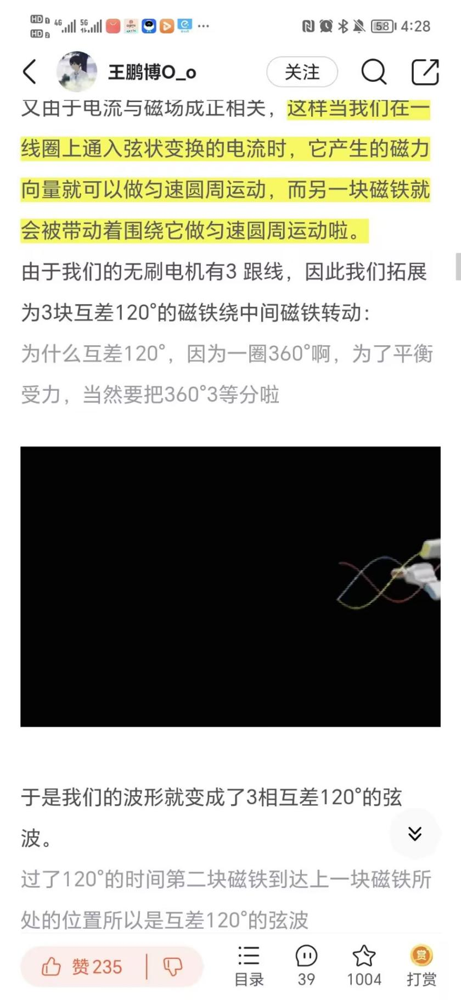 HD 1 4G 5G HD 2 58 4:28
王鹏博O_o 关注
又由于电流与磁场成正相关，这样当我们在一
线圈上通入弦状变换的电流时，它产生的磁力
向量就可以做匀速圆周运动，而另一块磁铁就
会被带动着围绕它做匀速圆周运动啦。
由于我们的无刷电机有3 跟线，因此我们拓展
为3块互差120°的磁铁绕中间磁铁转动：
为什么互差120°，因为一圈360°啊，为了平衡
受力，当然要把360°3等分啦
于是我们的波形就变成了3相互差120°的弦
波。
过了120°的时间第二块磁铁到达上一块磁铁所
处的位置所以是互差120°的弦波
赞 235
目录 39 1004 打赏
赏